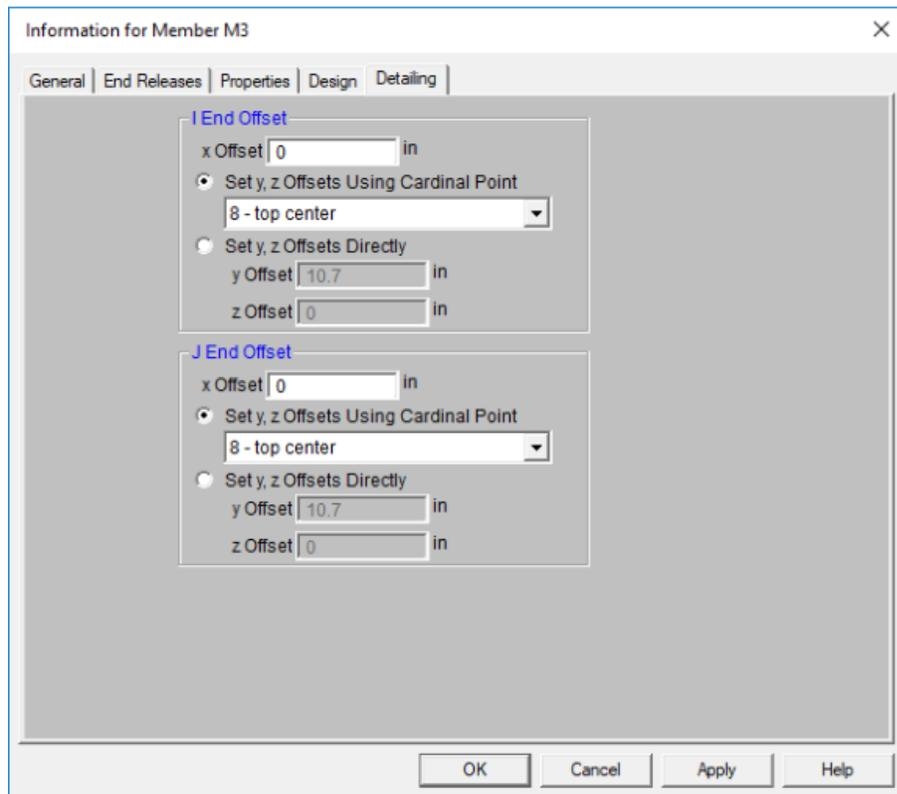 Information for Member M3
General End Releases Properties Design Detailing
I End Offset
x Offset 0 in
Set y, z Offsets Using Cardinal Point
8 - top center
Set y, z Offsets Directly
y Offset 10.7 in
z Offset 0 in
J End Offset
x Offset 0 in
Set y, z Offsets Using Cardinal Point
8 - top center
Set y, z Offsets Directly
y Offset 10.7 in
z Offset 0 in
OK Cancel Apply Help